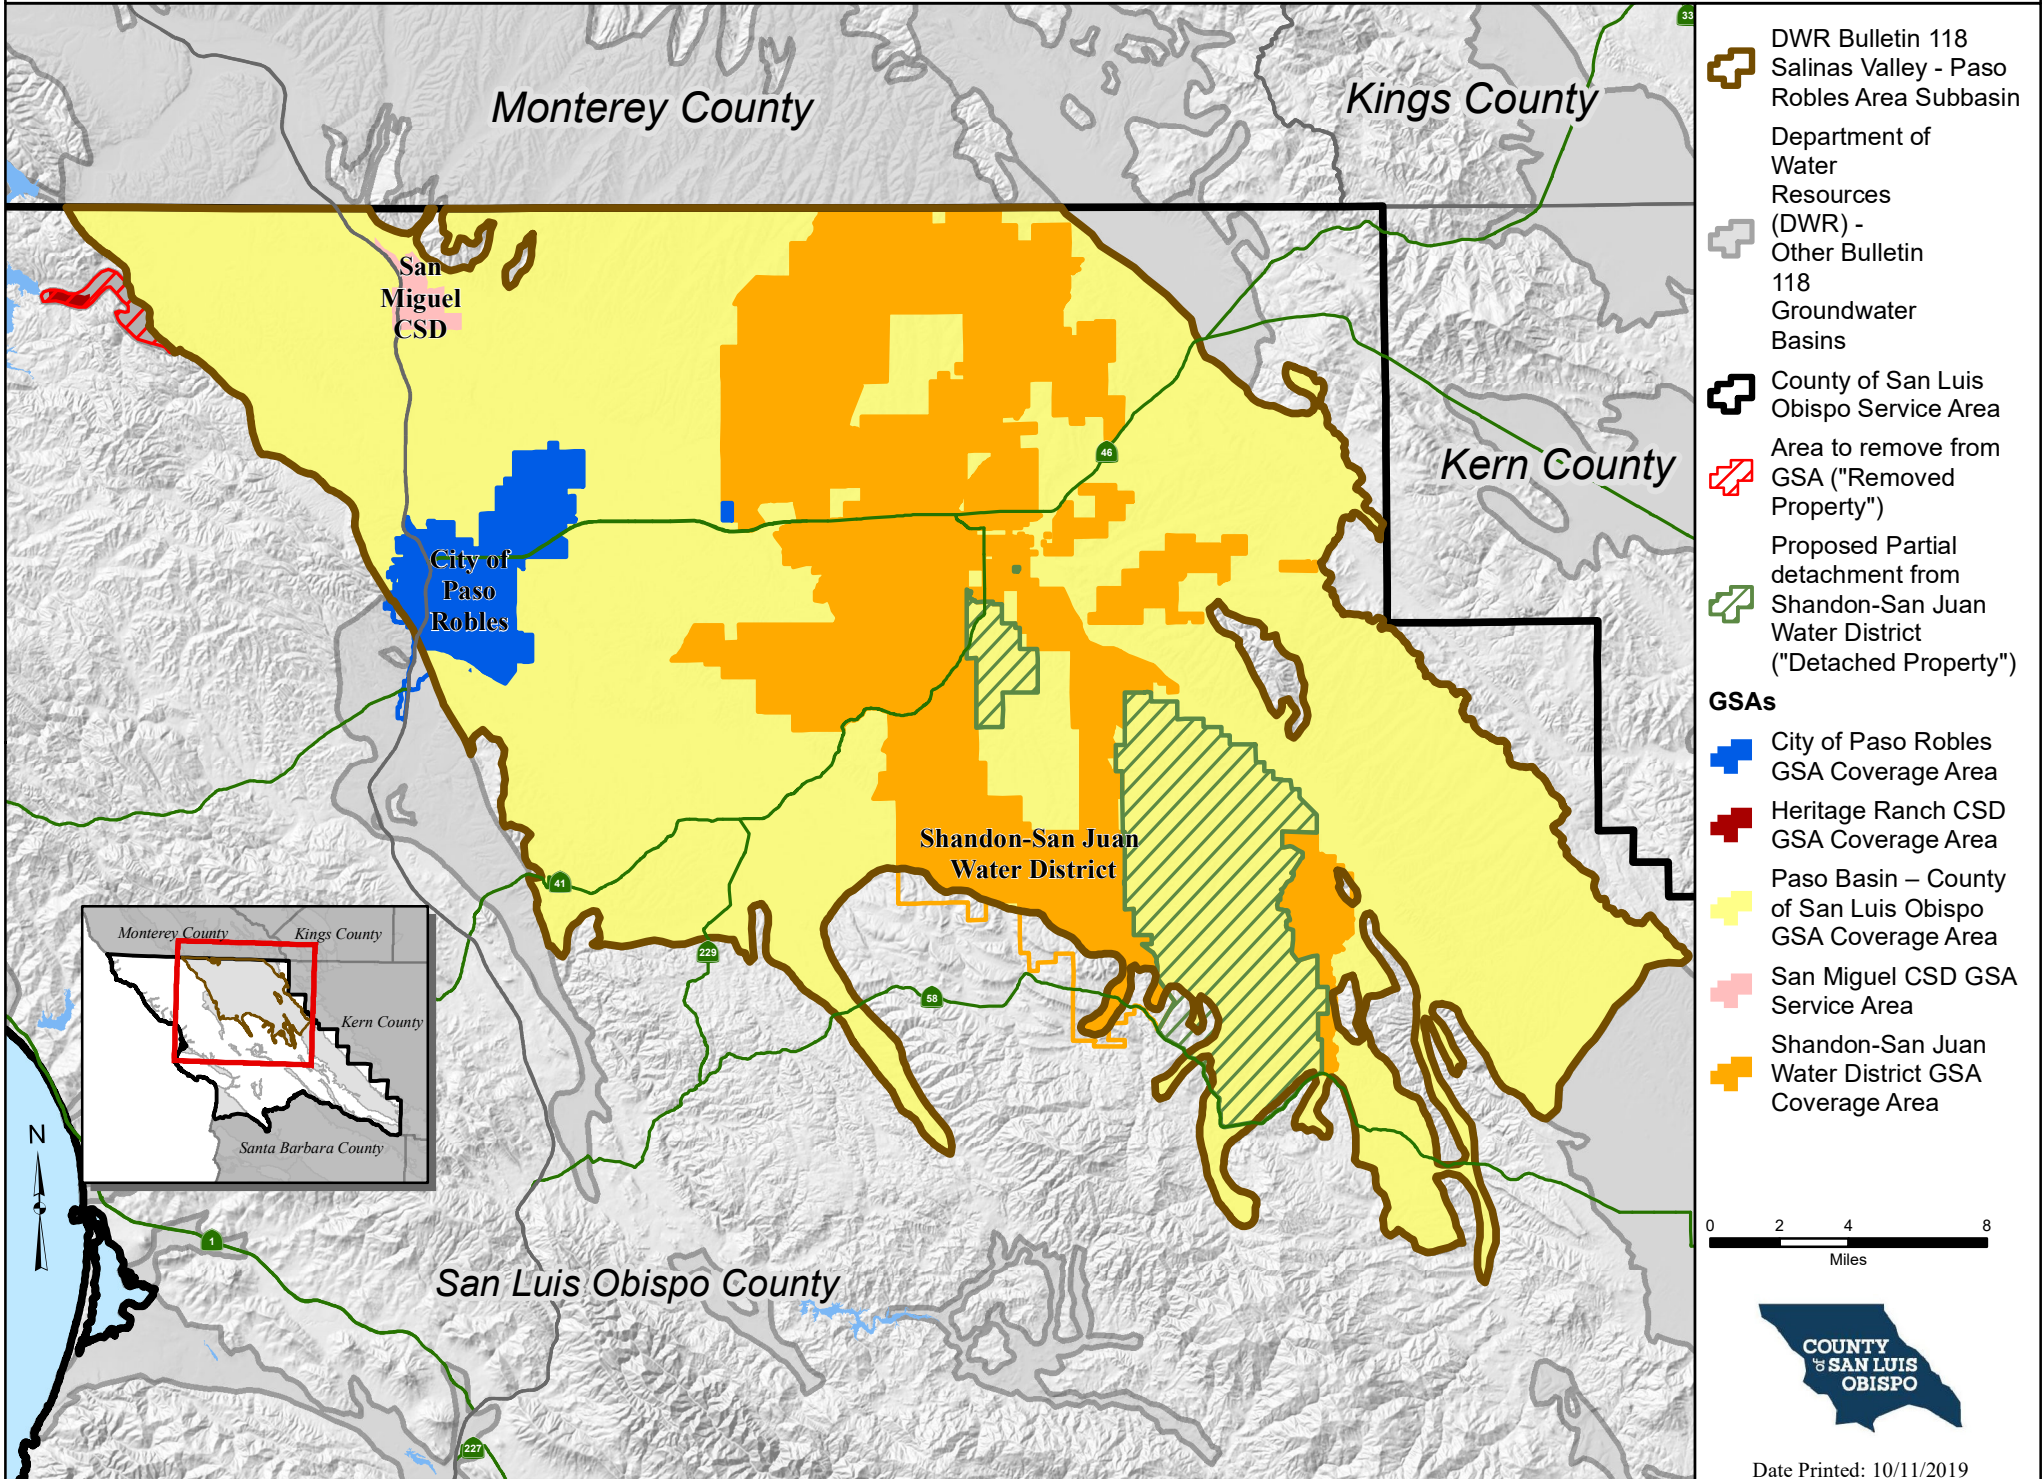 Monterey County
Kings County
33
San
Miguel
CSD
46
Kern County
City of
Paso
Robles
Shandon-San Juan
Water District
41
229
58
Monterey County
Kings County
Kern County
Santa Barbara County
N
1
San Luis Obispo County
227
DWR Bulletin 118
Salinas Valley - Paso
Robles Area Subbasin
Department of
Water
Resources
(DWR) -
Other Bulletin
118
Groundwater
Basins
County of San Luis
Obispo Service Area
Area to remove from
GSA ("Removed
Property")
Proposed Partial
detachment from
Shandon-San Juan
Water District
("Detached Property")
GSAs
City of Paso Robles
GSA Coverage Area
Heritage Ranch CSD
GSA Coverage Area
Paso Basin – County
of San Luis Obispo
GSA Coverage Area
San Miguel CSD GSA
Service Area
Shandon-San Juan
Water District GSA
Coverage Area
0 2 4 8
Miles
COUNTY
of SAN LUIS
OBISPO
Date Printed: 10/11/2019